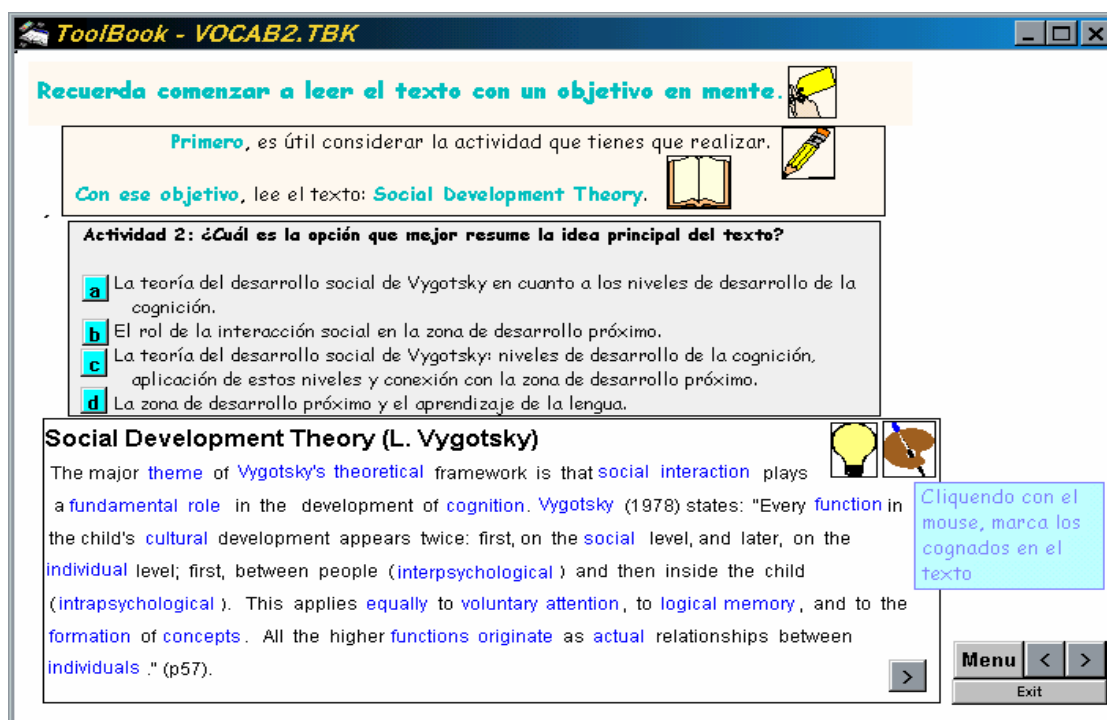 ToolBook - VOCAB2.TBK
Recuerda comenzar a leer el texto con un objetivo en mente.
Primero, es útil considerar la actividad que tienes que realizar.
Con ese objetivo, lee el texto: Social Development Theory.
Actividad 2: ¿Cuál es la opción que mejor resume la idea principal del texto?
a La teoría del desarrollo social de Vygotsky en cuanto a los niveles de desarrollo de la
cognición.
b El rol de la interacción social en la zona de desarrollo próximo.
c La teoría del desarrollo social de Vygotsky: niveles de desarrollo de la cognición,
aplicación de estos niveles y conexión con la zona de desarrollo próximo.
d La zona de desarrollo próximo y el aprendizaje de la lengua.
Social Development Theory (L. Vygotsky)
The major theme of Vygotsky's theoretical framework is that social interaction plays
a fundamental role in the development of cognition. Vygotsky (1978) states: "Every function in
the child's cultural development appears twice: first, on the social level, and later, on the
individual level; first, between people (interpsychological) and then inside the child
(intrapsychological). This applies equally to voluntary attention, to logical memory, and to the
formation of concepts. All the higher functions originate as actual relationships between
individuals." (p57).
Cliquendo con el
mouse, marca los
cognados en el
texto
>
Menu < >
Exit